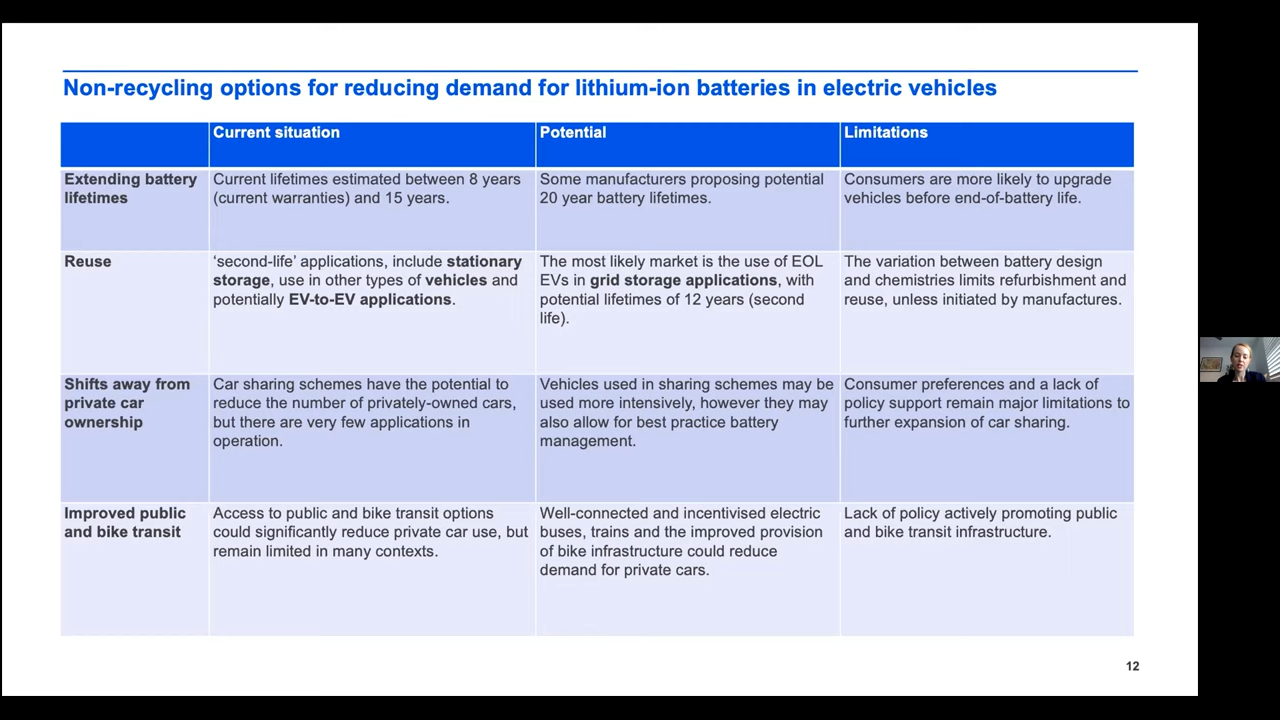 Non-recycling options for reducing demand for lithium-ion batteries in electric vehicles
Current situation
Potential
Limitations
Extending battery
lifetimes
Current lifetimes estimated between 8 years
(current warranties) and 15 years.
Some manufacturers proposing potential
20 year battery lifetimes.
Consumers are more likely to upgrade
vehicles before end-of-battery life.
Reuse
‘second-life’ applications, include stationary
storage, use in other types of vehicles and
potentially EV-to-EV applications.
The most likely market is the use of EOL
EVs in grid storage applications, with
potential lifetimes of 12 years (second
life).
The variation between battery design
and chemistries limits refurbishment and
reuse, unless initiated by manufactures.
Shifts away from
private car
ownership
Car sharing schemes have the potential to
reduce the number of privately-owned cars,
but there are very few applications in
operation.
Vehicles used in sharing schemes may be
used more intensively, however they may
also allow for best practice battery
management.
Consumer preferences and a lack of
policy support remain major limitations to
further expansion of car sharing.
Improved public
and bike transit
Access to public and bike transit options
could significantly reduce private car use, but
remain limited in many contexts.
Well-connected and incentivised electric
buses, trains and the improved provision
of bike infrastructure could reduce
demand for private cars.
Lack of policy actively promoting public
and bike transit infrastructure.
12